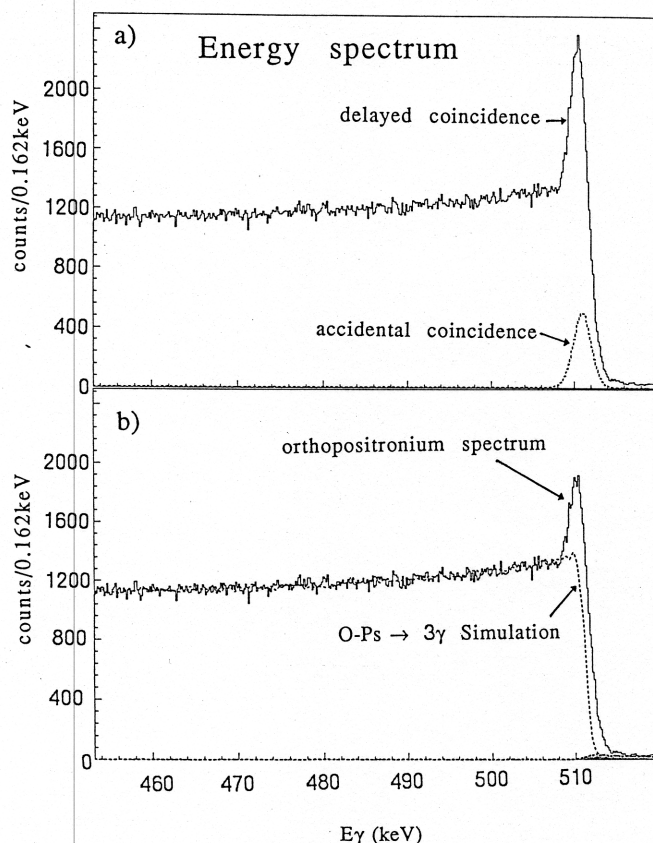 a)
Energy spectrum
delayed coincidence
accidental coincidence
counts/0.162keV
2000
1600
1200
800
400
0
b)
orthopositronium spectrum
O-Ps → 3γ Simulation
counts/0.162keV
2000
1600
1200
800
400
0
460 470 480 490 500 510
Eγ (keV)